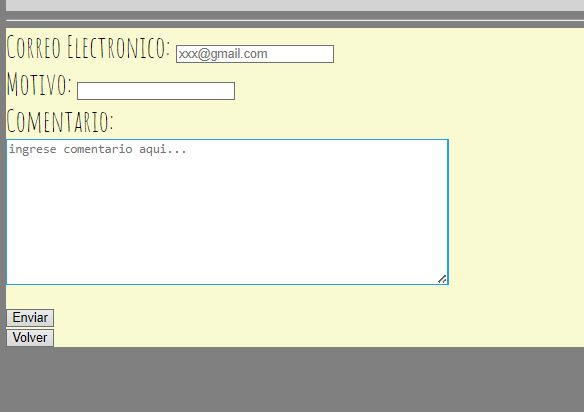 Correo Electronico: xxx@gmail.com
Motivo:
Comentario:
ingrese comentario aqui...
Enviar
Volver